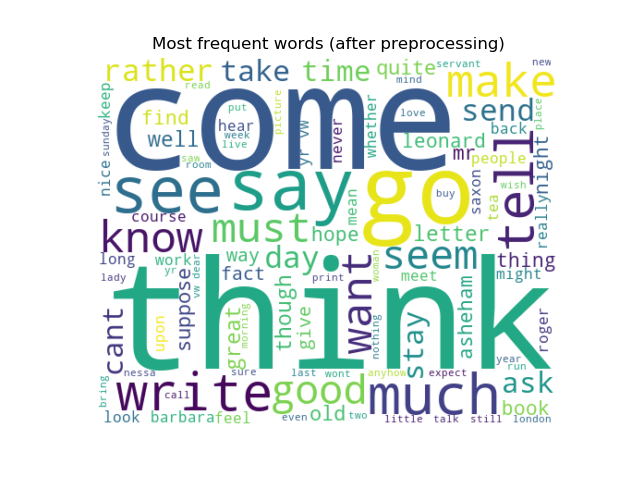 Most frequent words (after preprocessing)
rather take time quite servant new
read mind make
come
keep sunday find put picture whether love send place
well hear week live yr vw never leonard back
saw room mr people
nice see say go buy saxon tea wish really night tell
course must hope mean letter
know
long work way day seem thing
lady yr vw dear fact print want woman meet might
think
cant upon suppose great morning though give nothing stay asheham roger
year
nessa sure last wont anyhow expect run
bring write call good much ask
book
look barbara feel even old two little talk still london